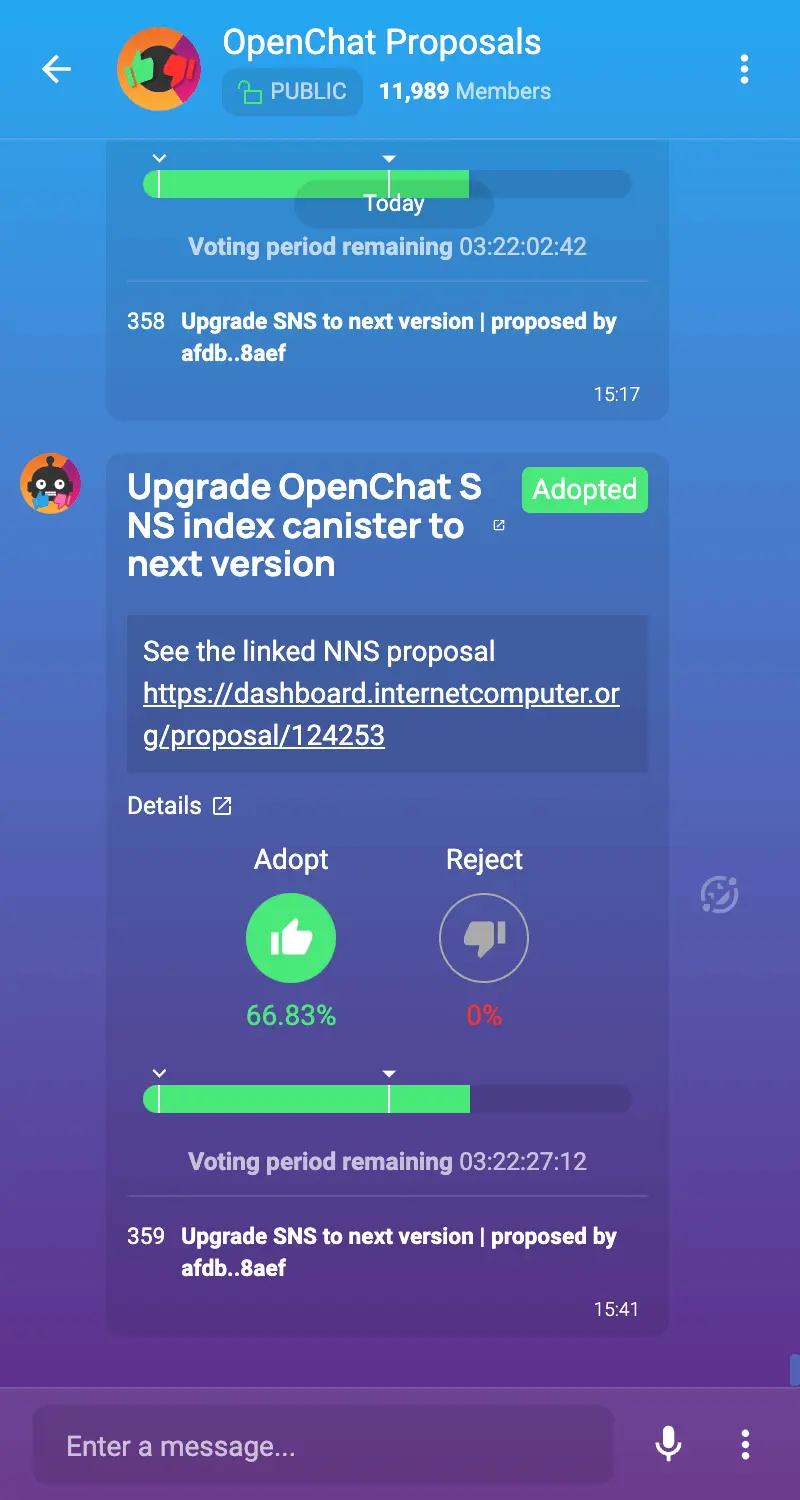 OpenChat Proposals
PUBLIC 11,989 Members
Today
Voting period remaining 03:22:02:42
358 Upgrade SNS to next version | proposed by
afdb..8aef
15:17
Upgrade OpenChat S
NS index canister to
next version
Adopted
See the linked NNS proposal
https://dashboard.internetcomputer.or
g/proposal/124253
Details
Adopt Reject
66.83% 0%
Voting period remaining 03:22:27:12
359 Upgrade SNS to next version | proposed by
afdb..8aef
15:41
Enter a message...